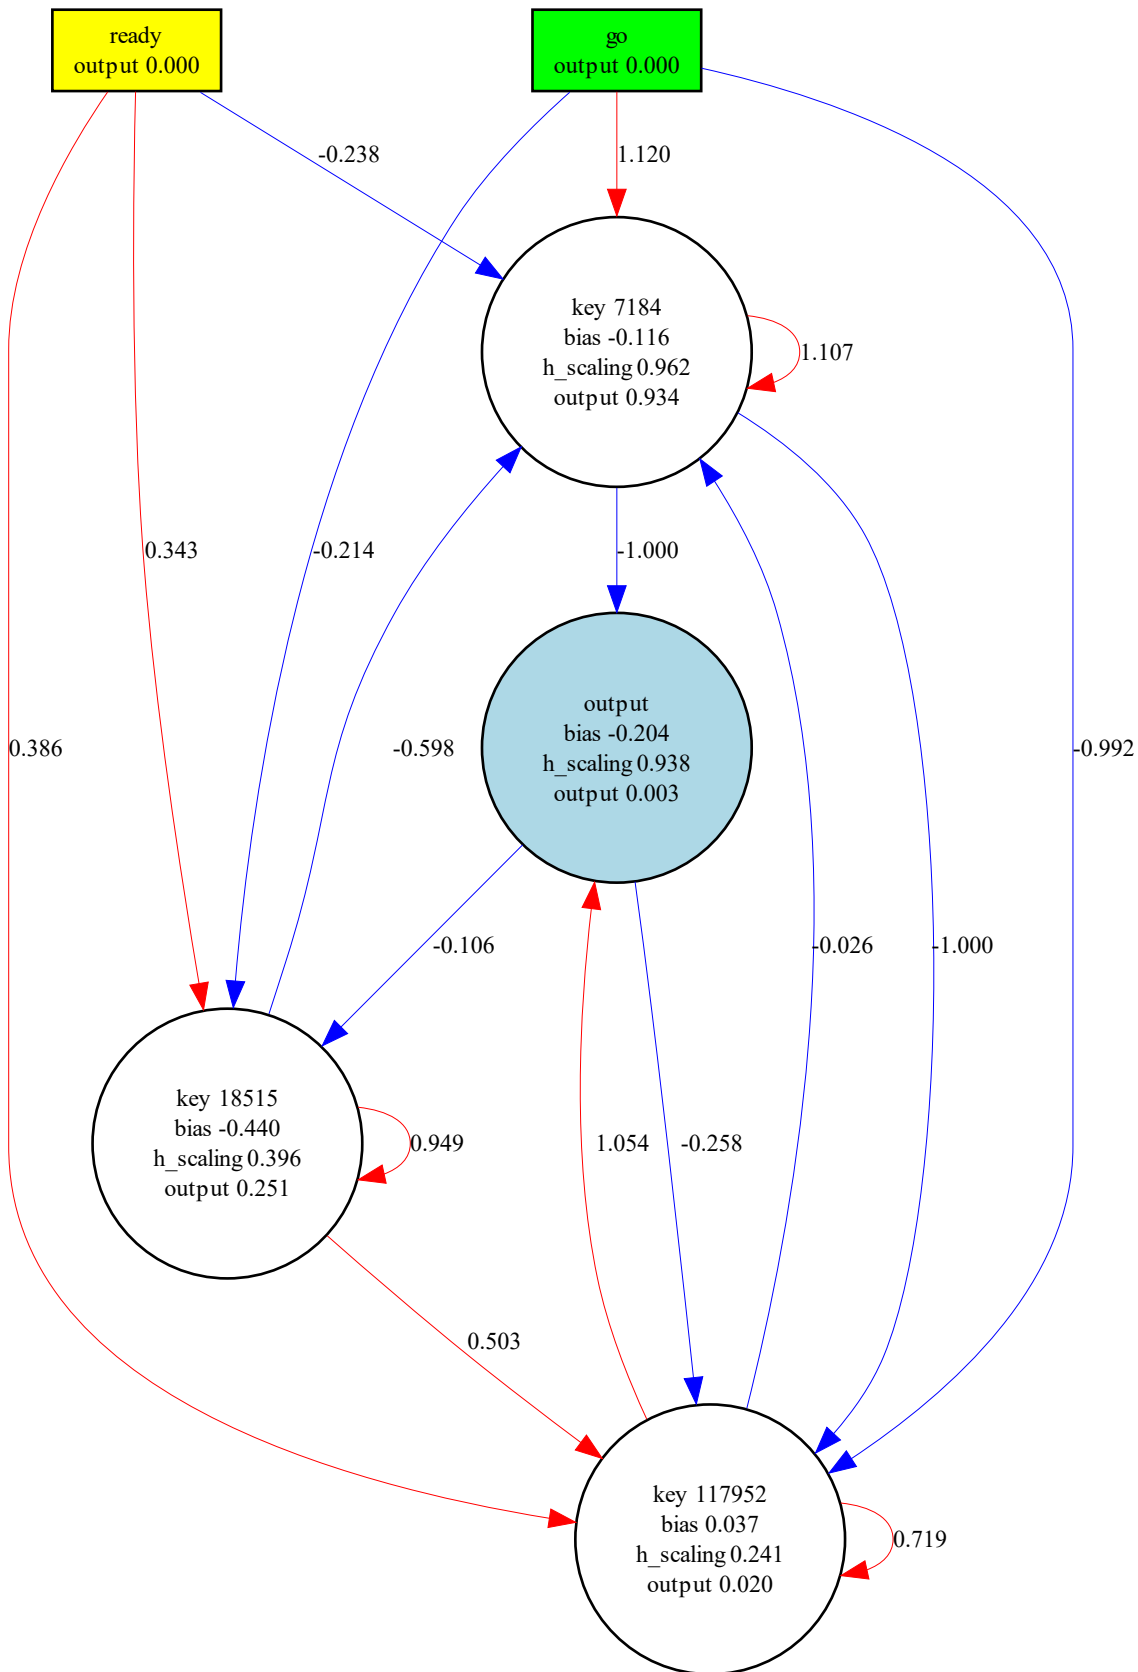 ready
output 0.000
go
output 0.000
-0.238
1.120
key 7184
bias -0.116
h_scaling 0.962
output 0.934
1.107
0.343
-0.214
-1.000
output
bias -0.204
h_scaling 0.938
output 0.003
0.386
-0.598
-0.992
-0.106
-0.026
-1.000
key 18515
bias -0.440
h_scaling 0.396
output 0.251
0.949
1.054
-0.258
0.503
key 117952
bias 0.037
h_scaling 0.241
output 0.020
0.719